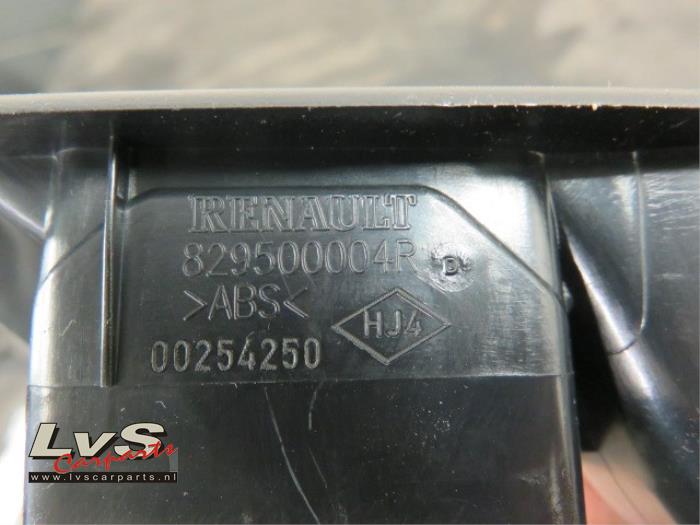 RENAULT
829500004R D
>ABS<
HJ4
00254250
LvS
Carparts
www.lvscarparts.nl